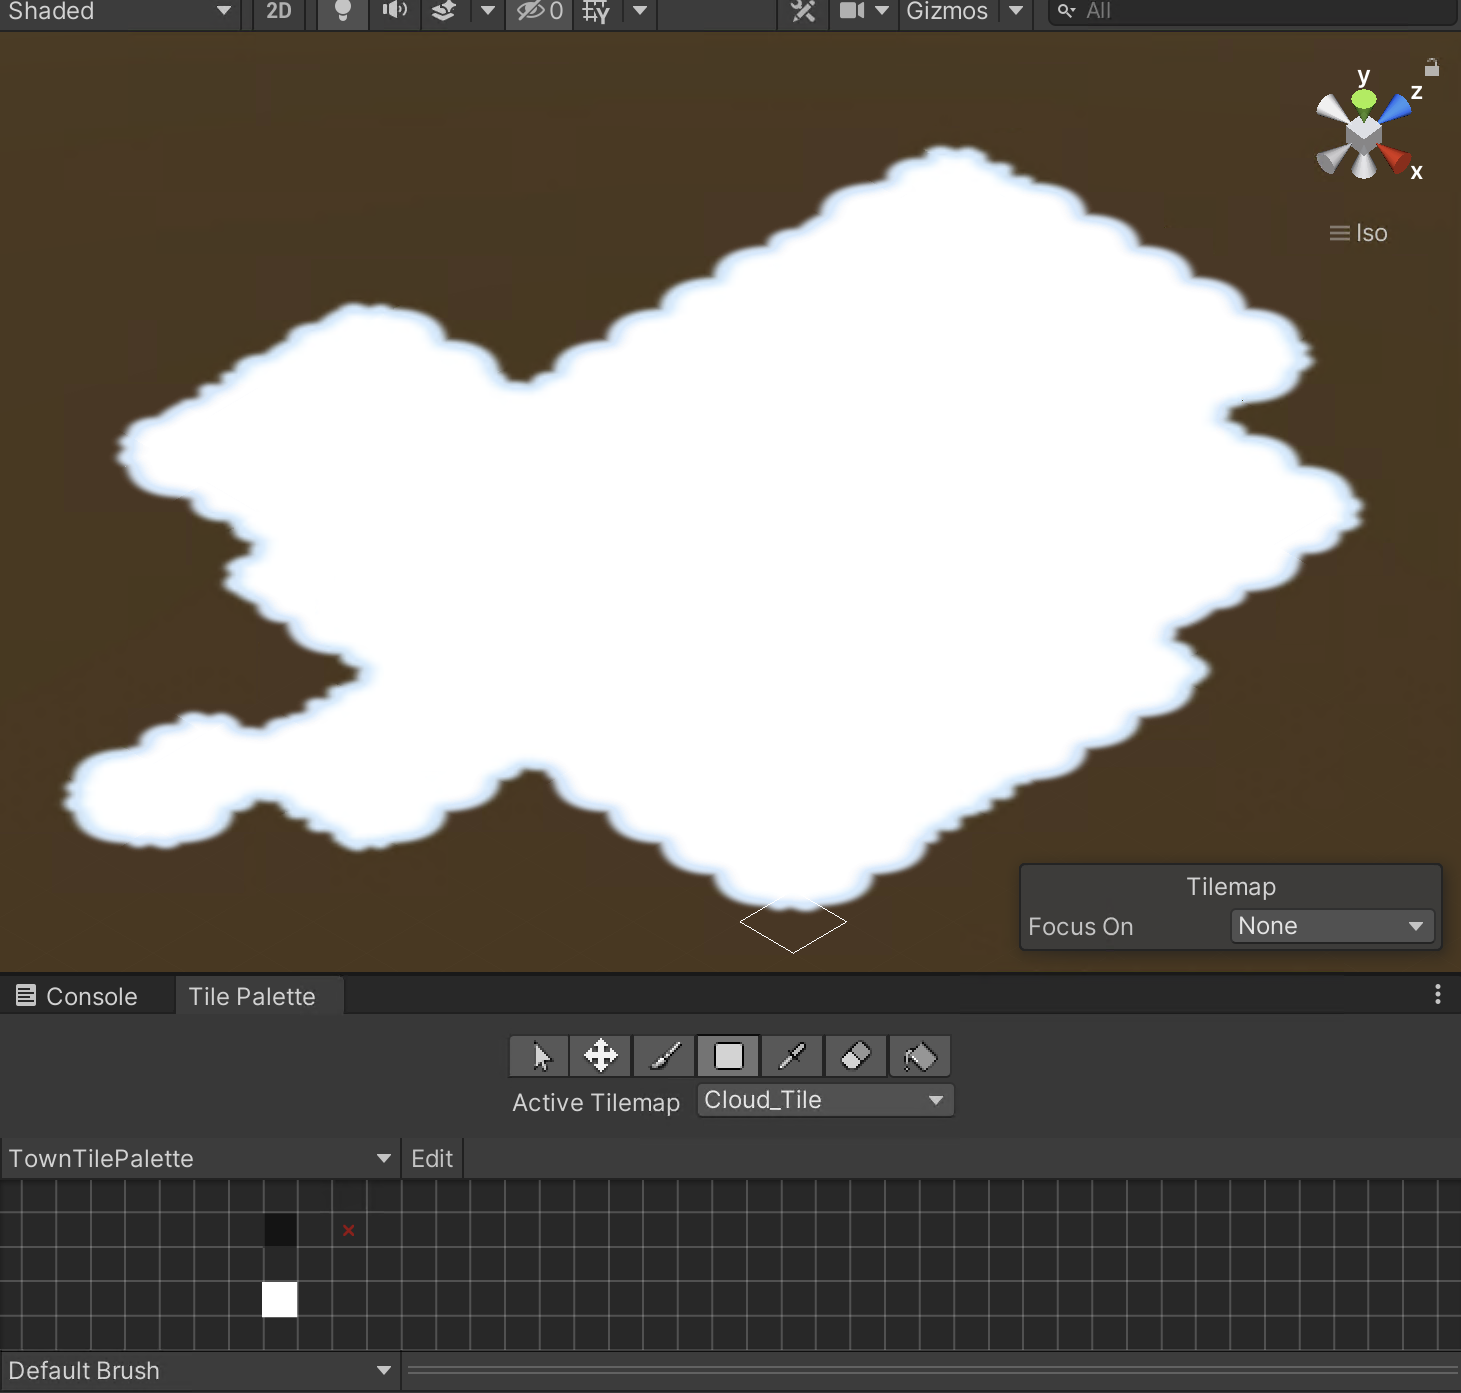 Shaded 2D 0 Gizmos All
y
z
x
Iso
Tilemap
Focus On None
Console Tile Palette
Active Tilemap Cloud_Tile
TownTilePalette Edit
Default Brush